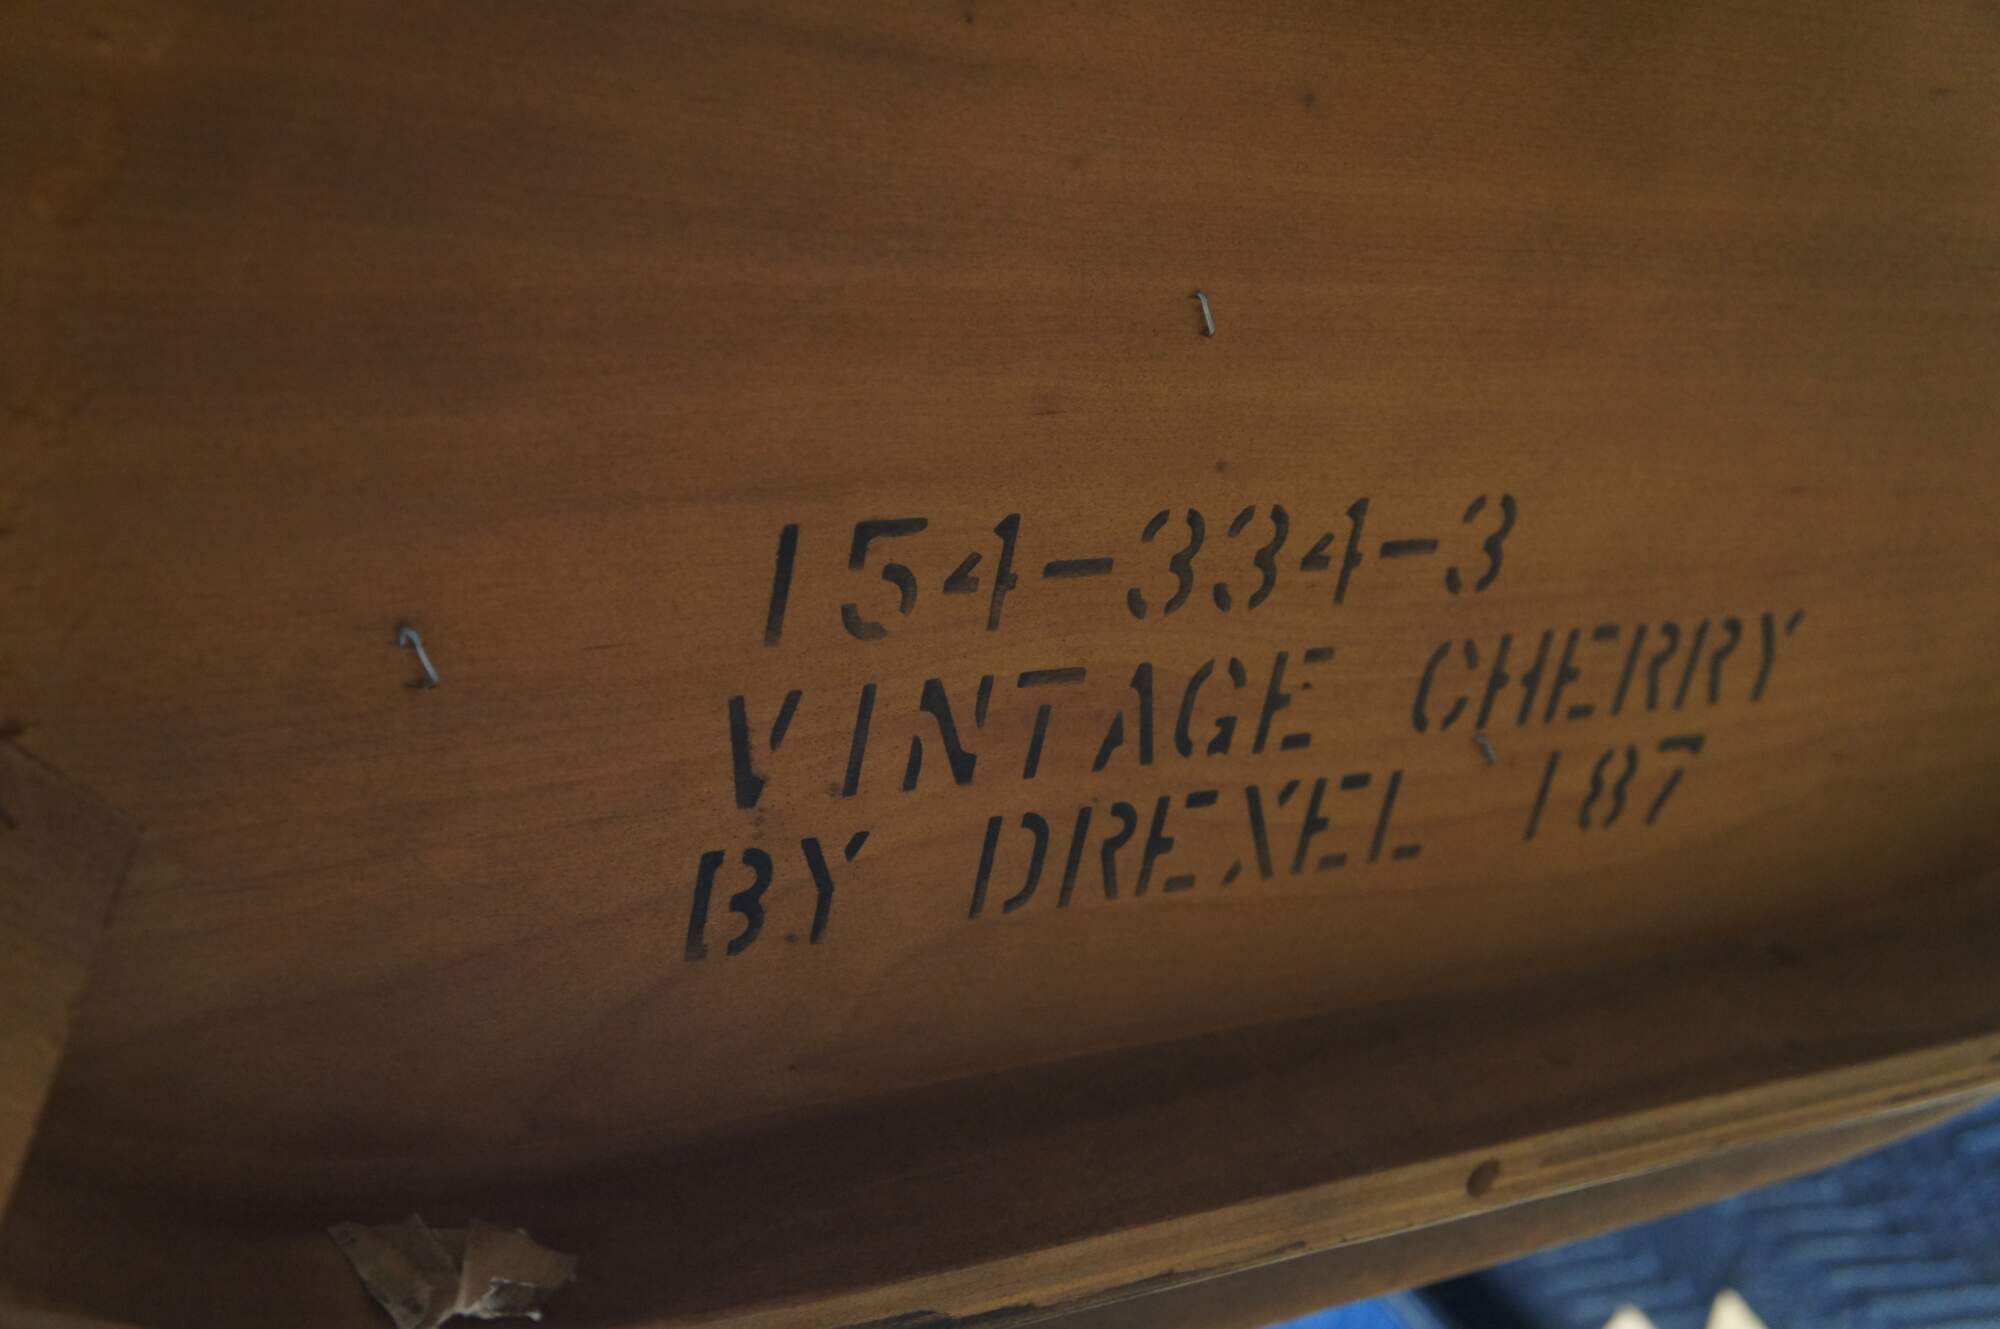 154-334-3
VINTAGE CHERRY
BY DREXEL 187